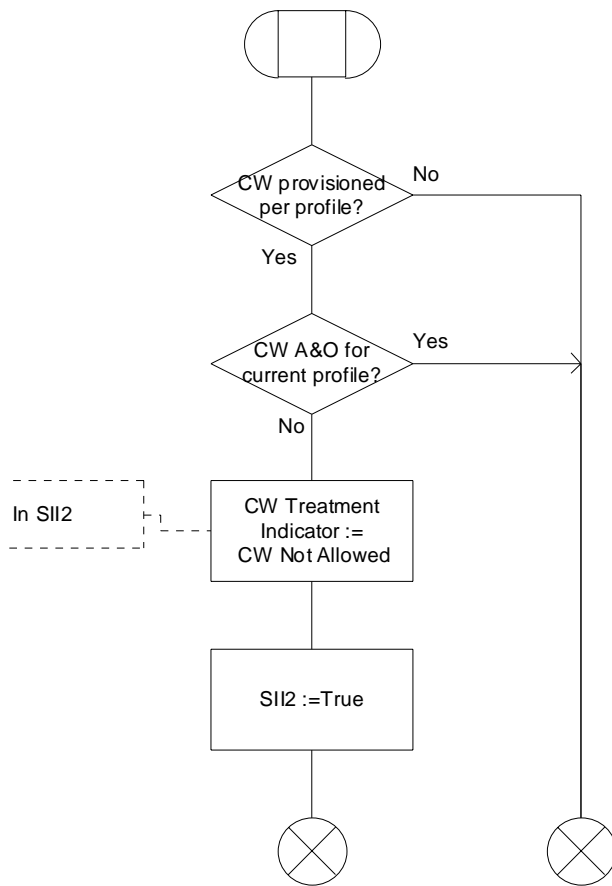 CW provisioned
per profile?
No
Yes
CW A&O for
current profile?
Yes
No
In SII2
CW Treatment
Indicator :=
CW Not Allowed
SII2 :=True